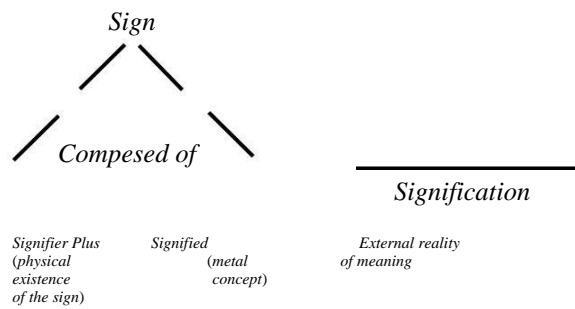 Sign
Compesed of
Signification
Signifier Plus Signified External reality
(physical (metal of meaning
existence concept)
of the sign)